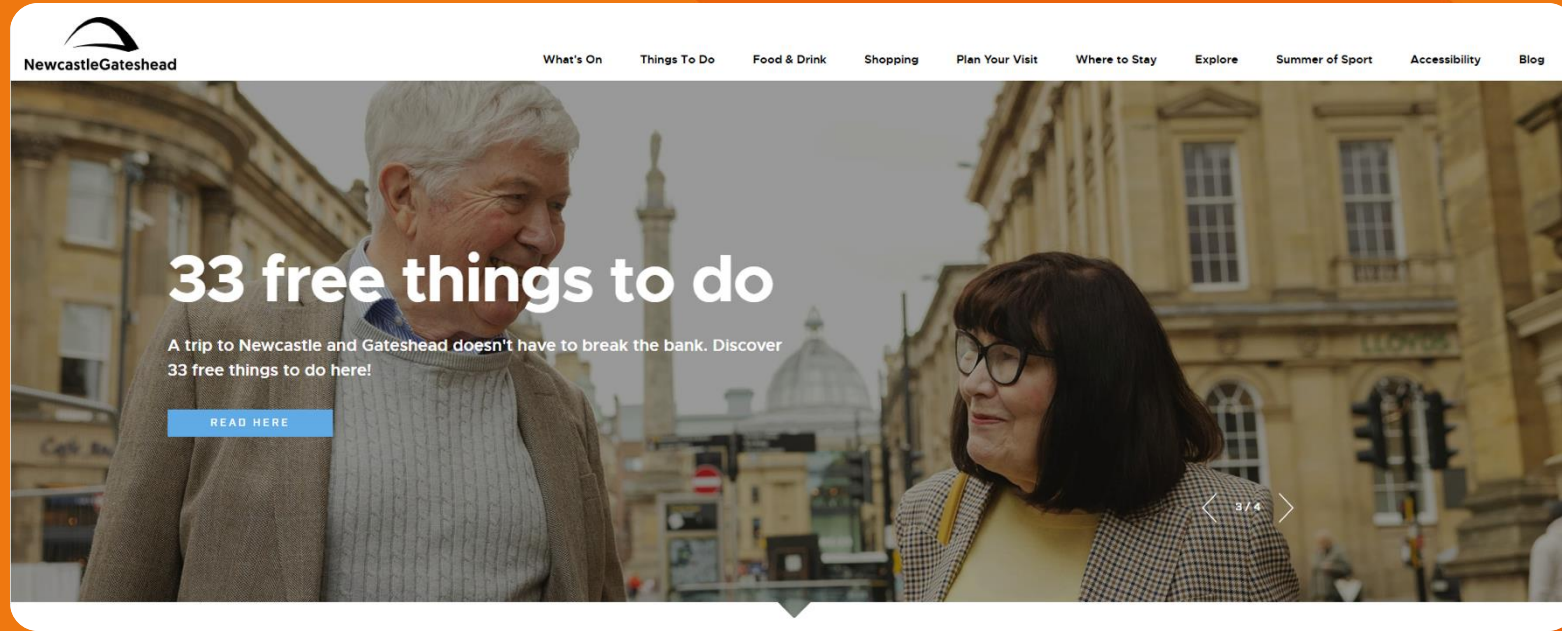 NewcastleGateshead
What's On
Things To Do
Food & Drink
Shopping
Plan Your Visit
Where to Stay
Explore
Summer of Sport
Accessibility
Blog
33 free things to do
A trip to Newcastle and Gateshead doesn't have to break the bank. Discover
33 free things to do here!
READ HERE
LLOYDS
3 / 4